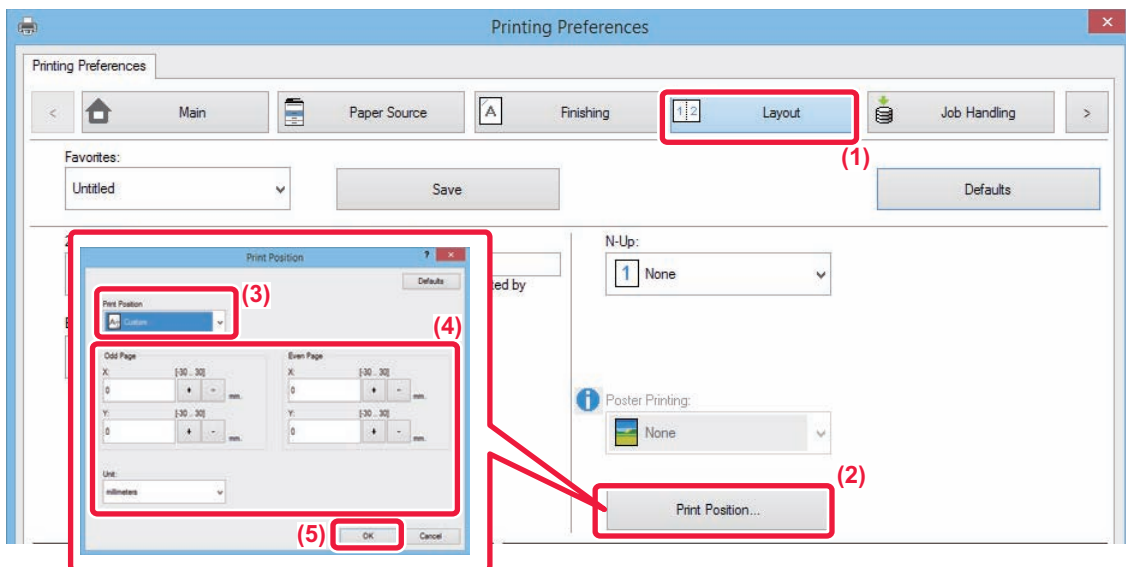 Printing Preferences
×
Printing Preferences
<
Main
Paper Source
A
Finishing
1 2
Layout
Job Handling
>
(1)
Favorites:
Untitled
Save
Defaults
N-Up:
1 None
ted by
Print Position
? ×
Defaults
(3)
Print Position
Custom
(4)
Odd Page
Even Page
X:
[-30 .. 30]
X:
[-30 .. 30]
0
+ -
mm.
0
+ -
mm.
Y:
[-30 .. 30]
Y:
[-30 .. 30]
0
+ -
mm.
0
+ -
mm.
Unit:
millimeters
(5)
OK
Cancel
i
Poster Printing:
None
(2)
Print Position...